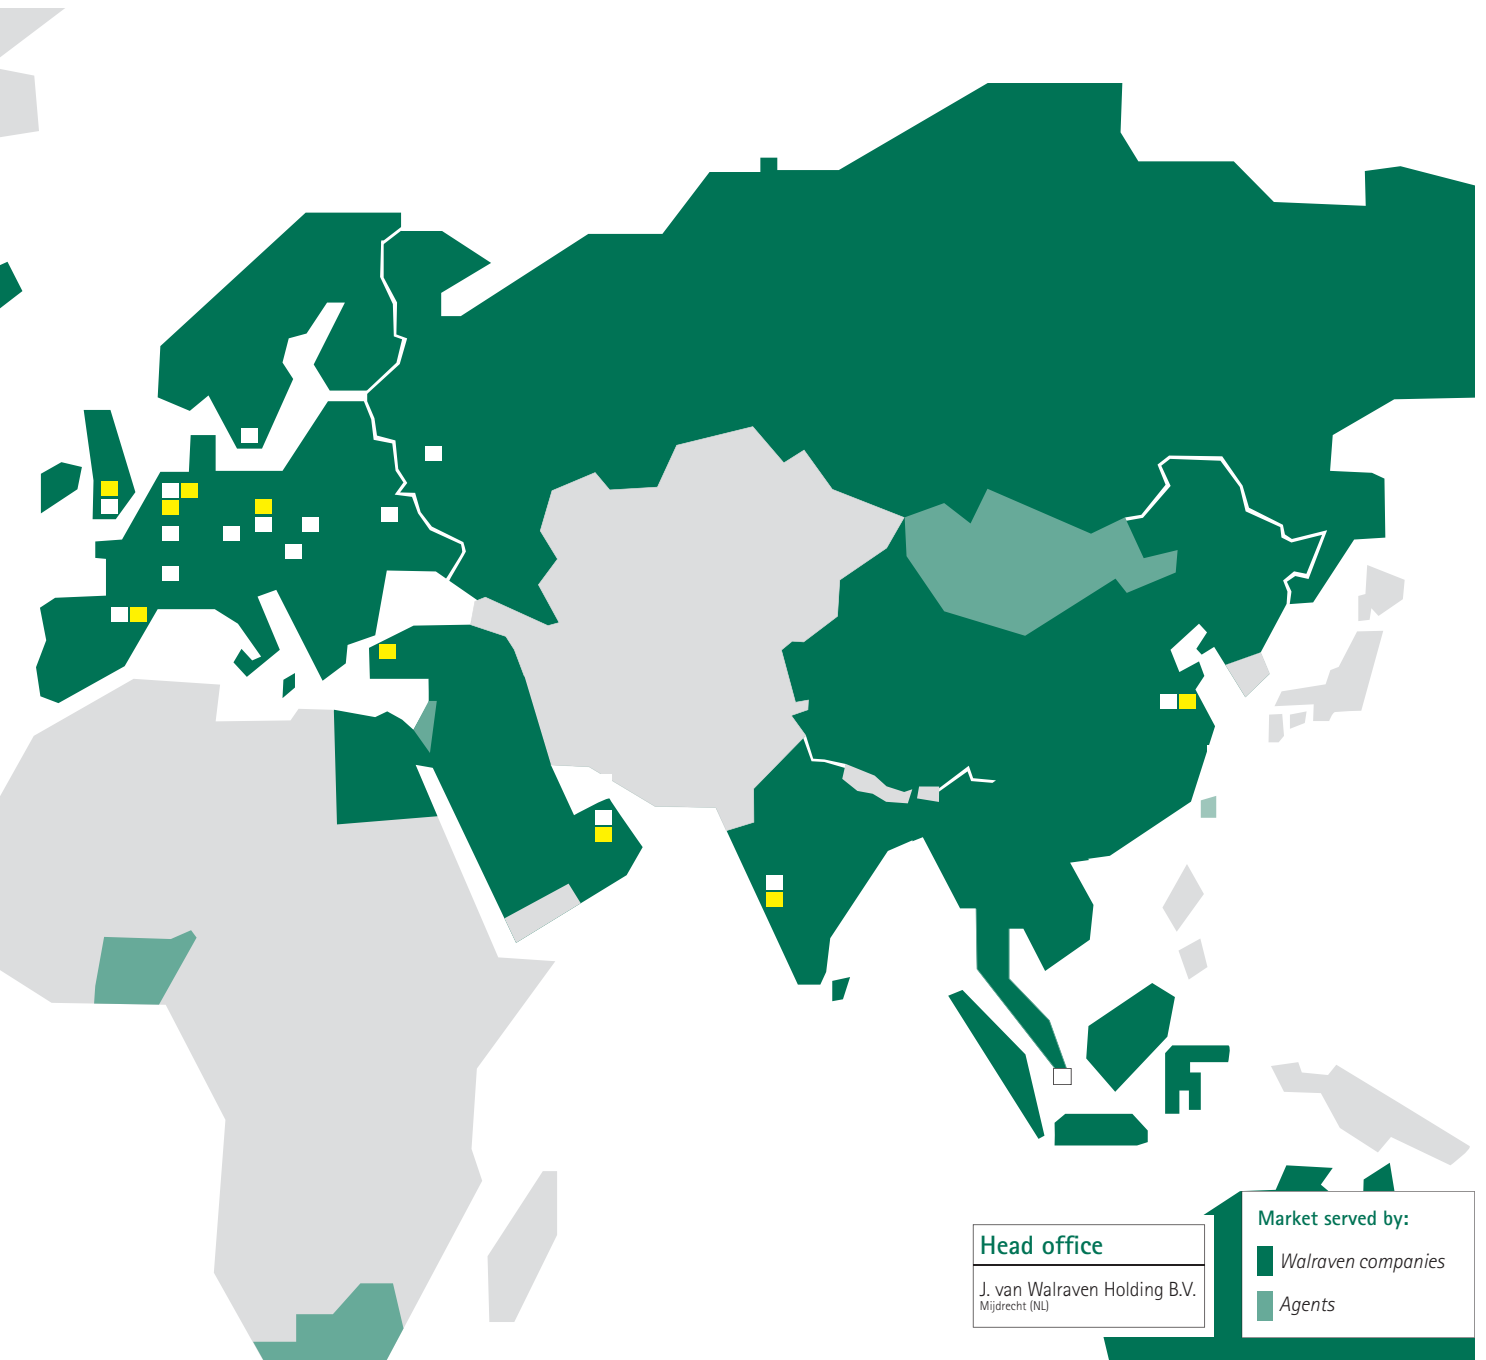 Head office
J. van Walraven Holding B.V.
Mijdrecht (NL)
Market served by:
Walraven companies
Agents